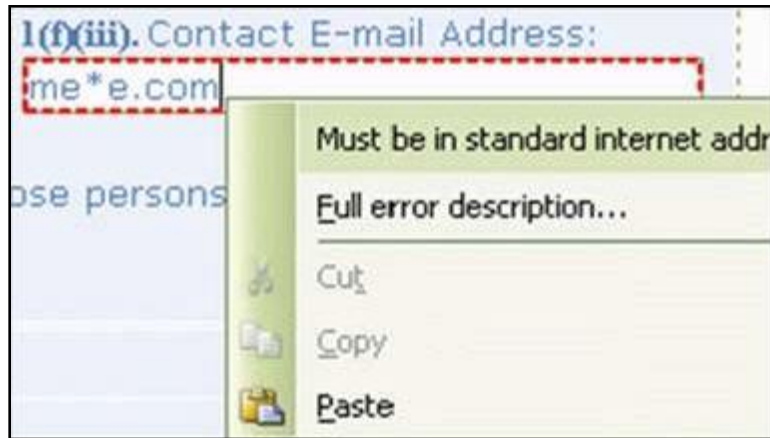 1(f)(iii). Contact E-mail Address:
me*e.com
Must be in standard internet addr
ose persons
Full error description...
Cut
Copy
Paste